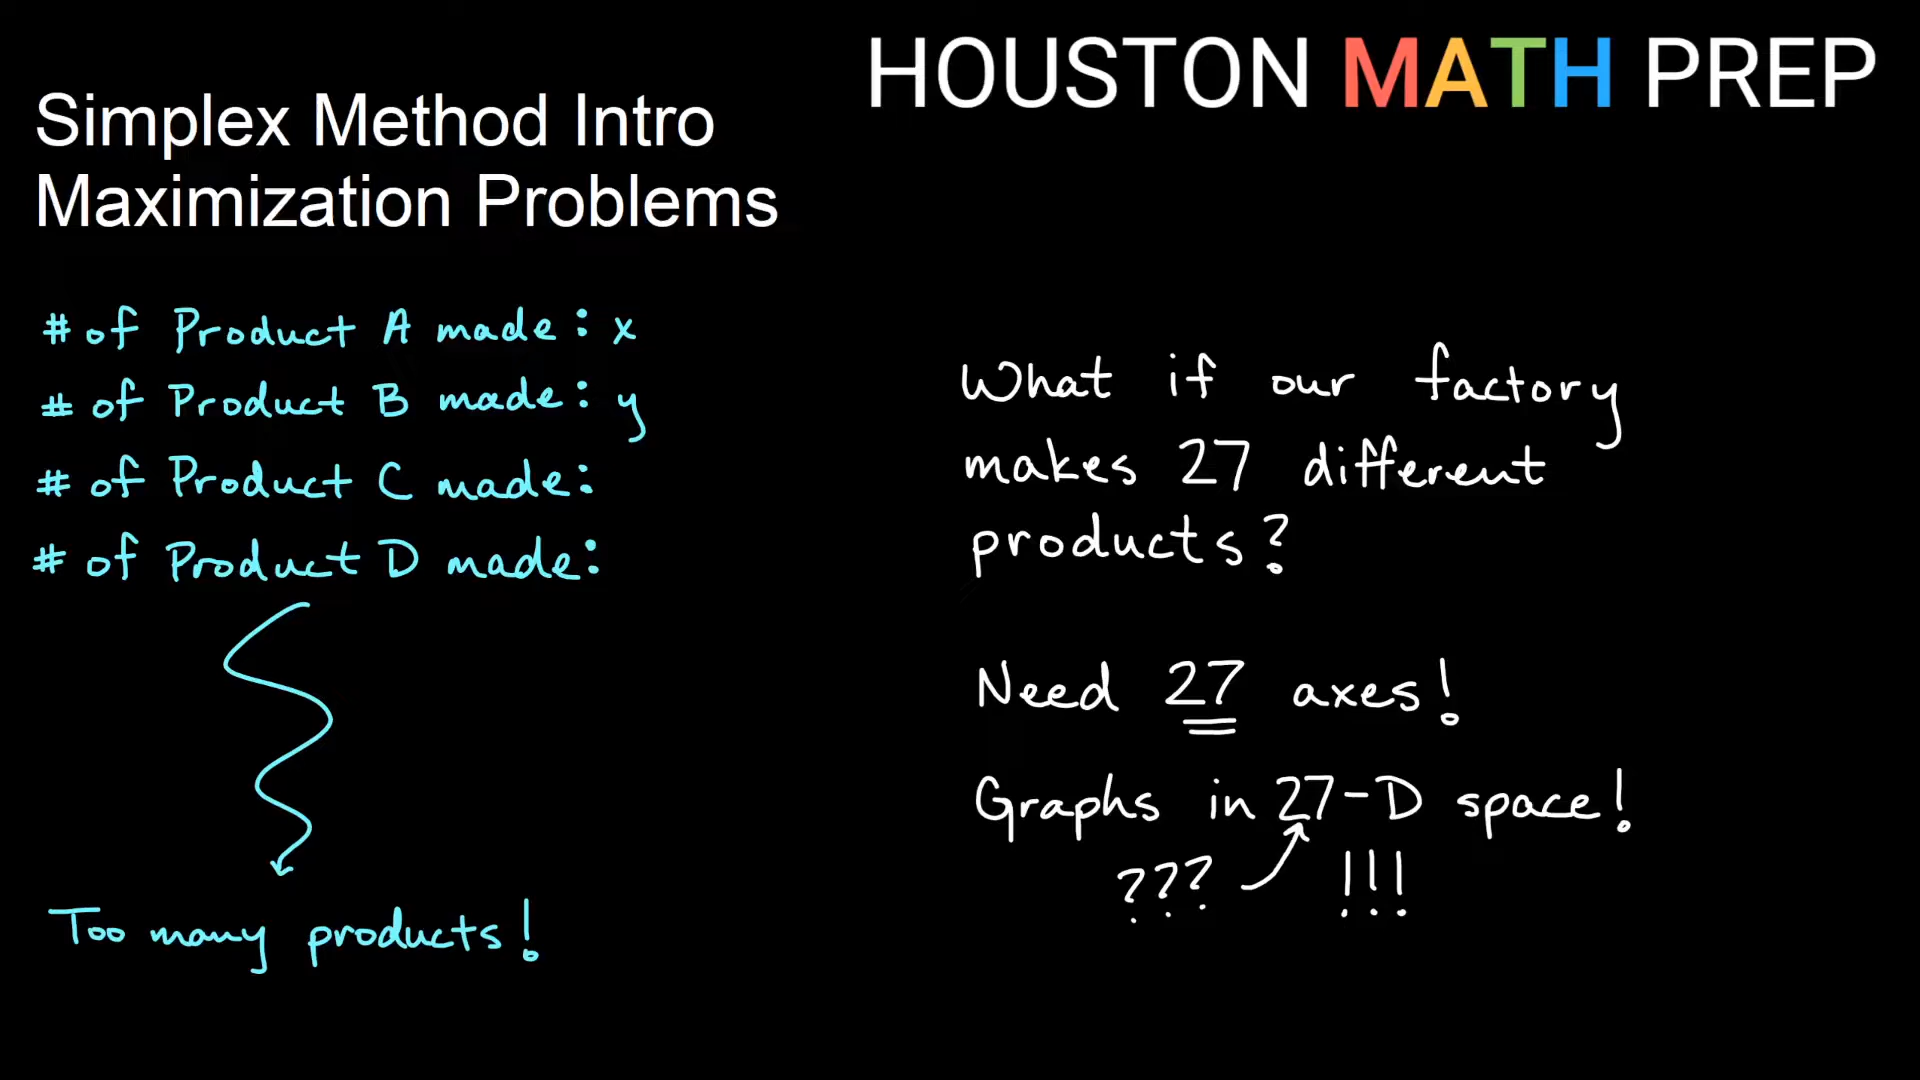 HOUSTON MATH PREP
Simplex Method Intro
Maximization Problems
# of Product A made: x
# of Product B made: y
# of Product C made:
# of Product D made:
Too many products!
What if our factory
makes 27 different
products?
Need 27 axes!
Graphs in 27-D space!
??? !!!